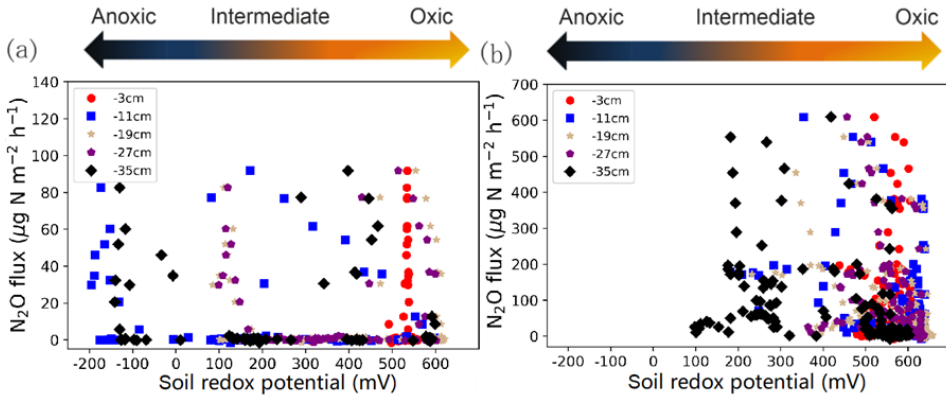 Anoxic Intermediate Oxic
(a)
N₂O flux (μg N m⁻² h⁻¹)
140
120
100
80
60
40
20
0
-3cm
-11cm
-19cm
-27cm
-35cm
-200 -100 0 100 200 300 400 500 600
Soil redox potential (mV)
Anoxic Intermediate Oxic
(b)
N₂O flux (μg N m⁻² h⁻¹)
700
600
500
400
300
200
100
0
-3cm
-11cm
-19cm
-27cm
-35cm
-200 -100 0 100 200 300 400 500 600
Soil redox potential (mV)